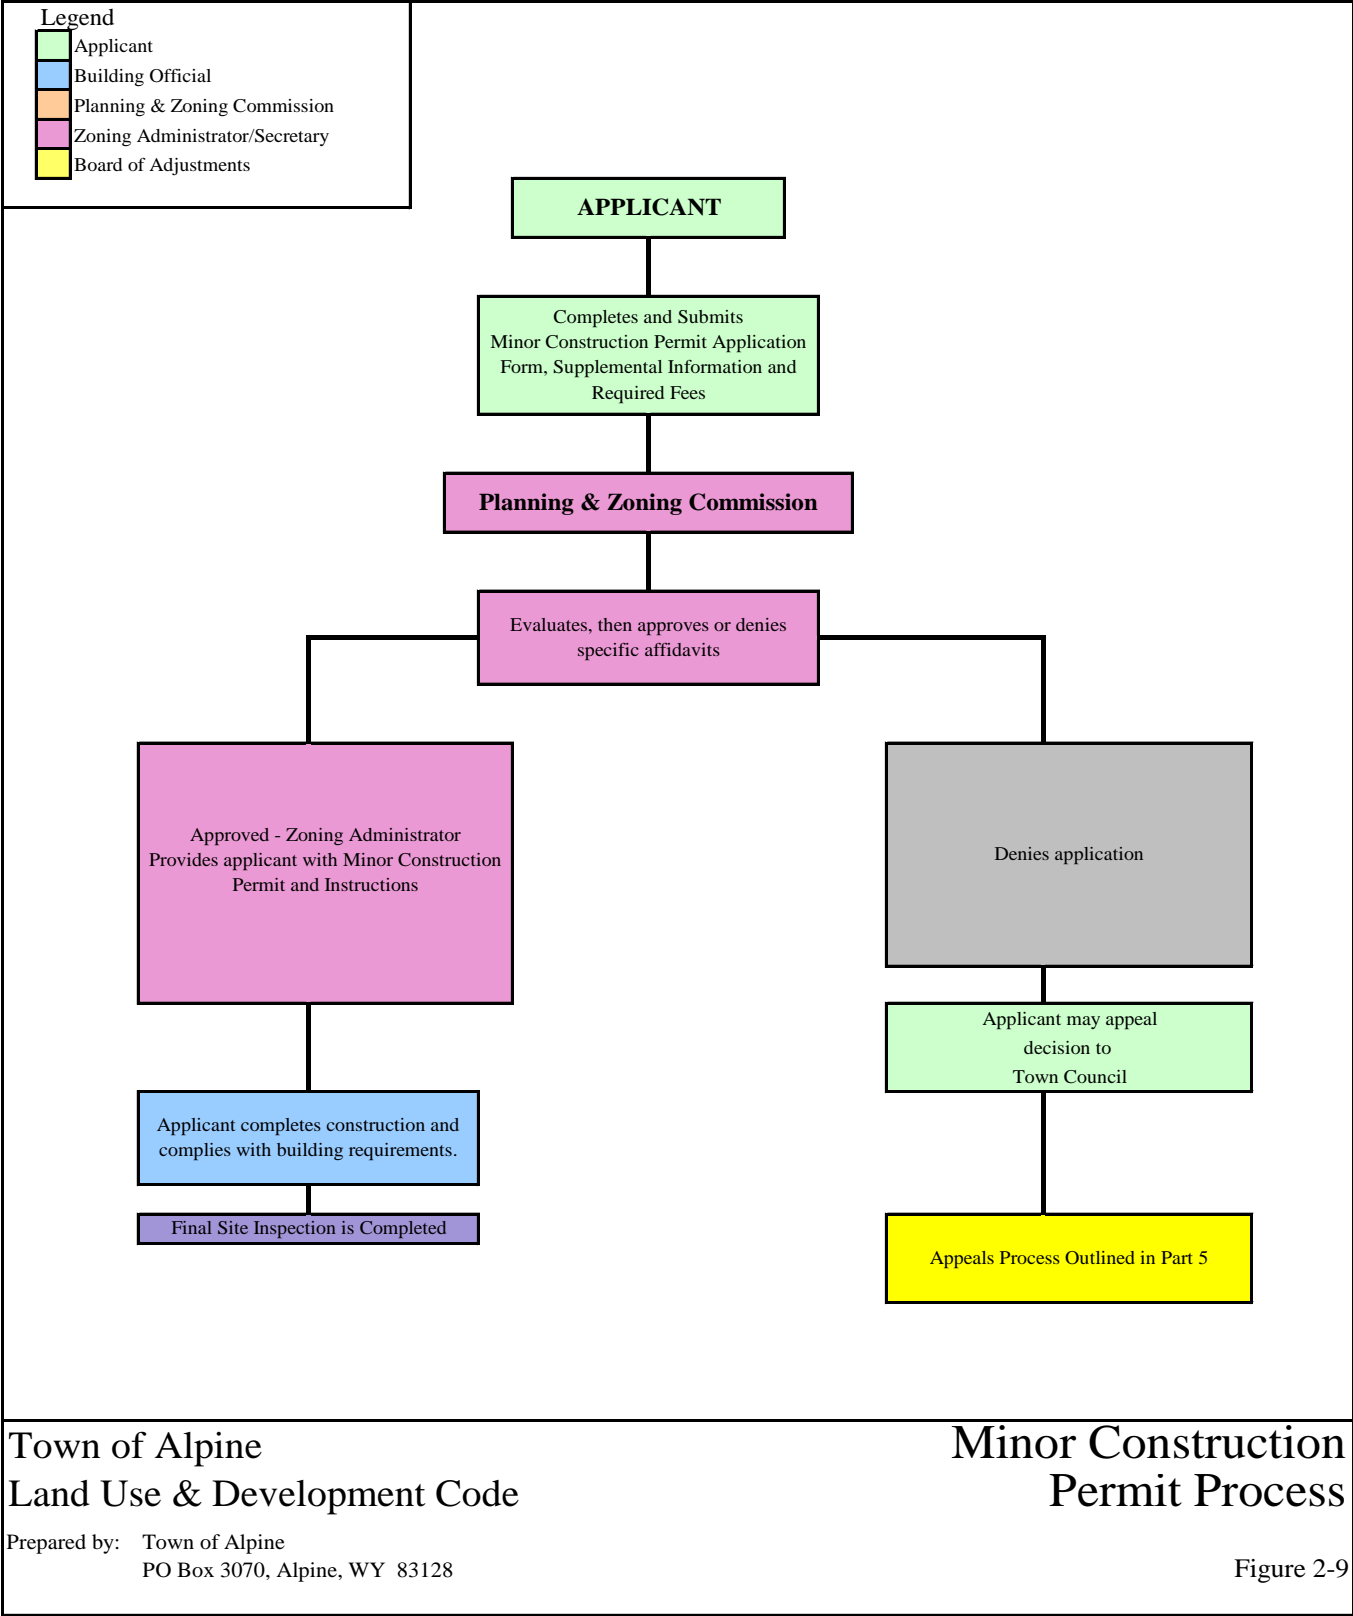 Legend
Applicant
Building Official
Planning & Zoning Commission
Zoning Administrator/Secretary
Board of Adjustments
APPLICANT
Completes and Submits
Minor Construction Permit Application
Form, Supplemental Information and
Required Fees
Planning & Zoning Commission
Evaluates, then approves or denies
specific affidavits
Approved - Zoning Administrator
Provides applicant with Minor Construction
Permit and Instructions
Denies application
Applicant may appeal
decision to
Town Council
Applicant completes construction and
complies with building requirements.
Final Site Inspection is Completed
Appeals Process Outlined in Part 5
Town of Alpine
Land Use & Development Code
Minor Construction
Permit Process
Prepared by: Town of Alpine
PO Box 3070, Alpine, WY 83128
Figure 2-9